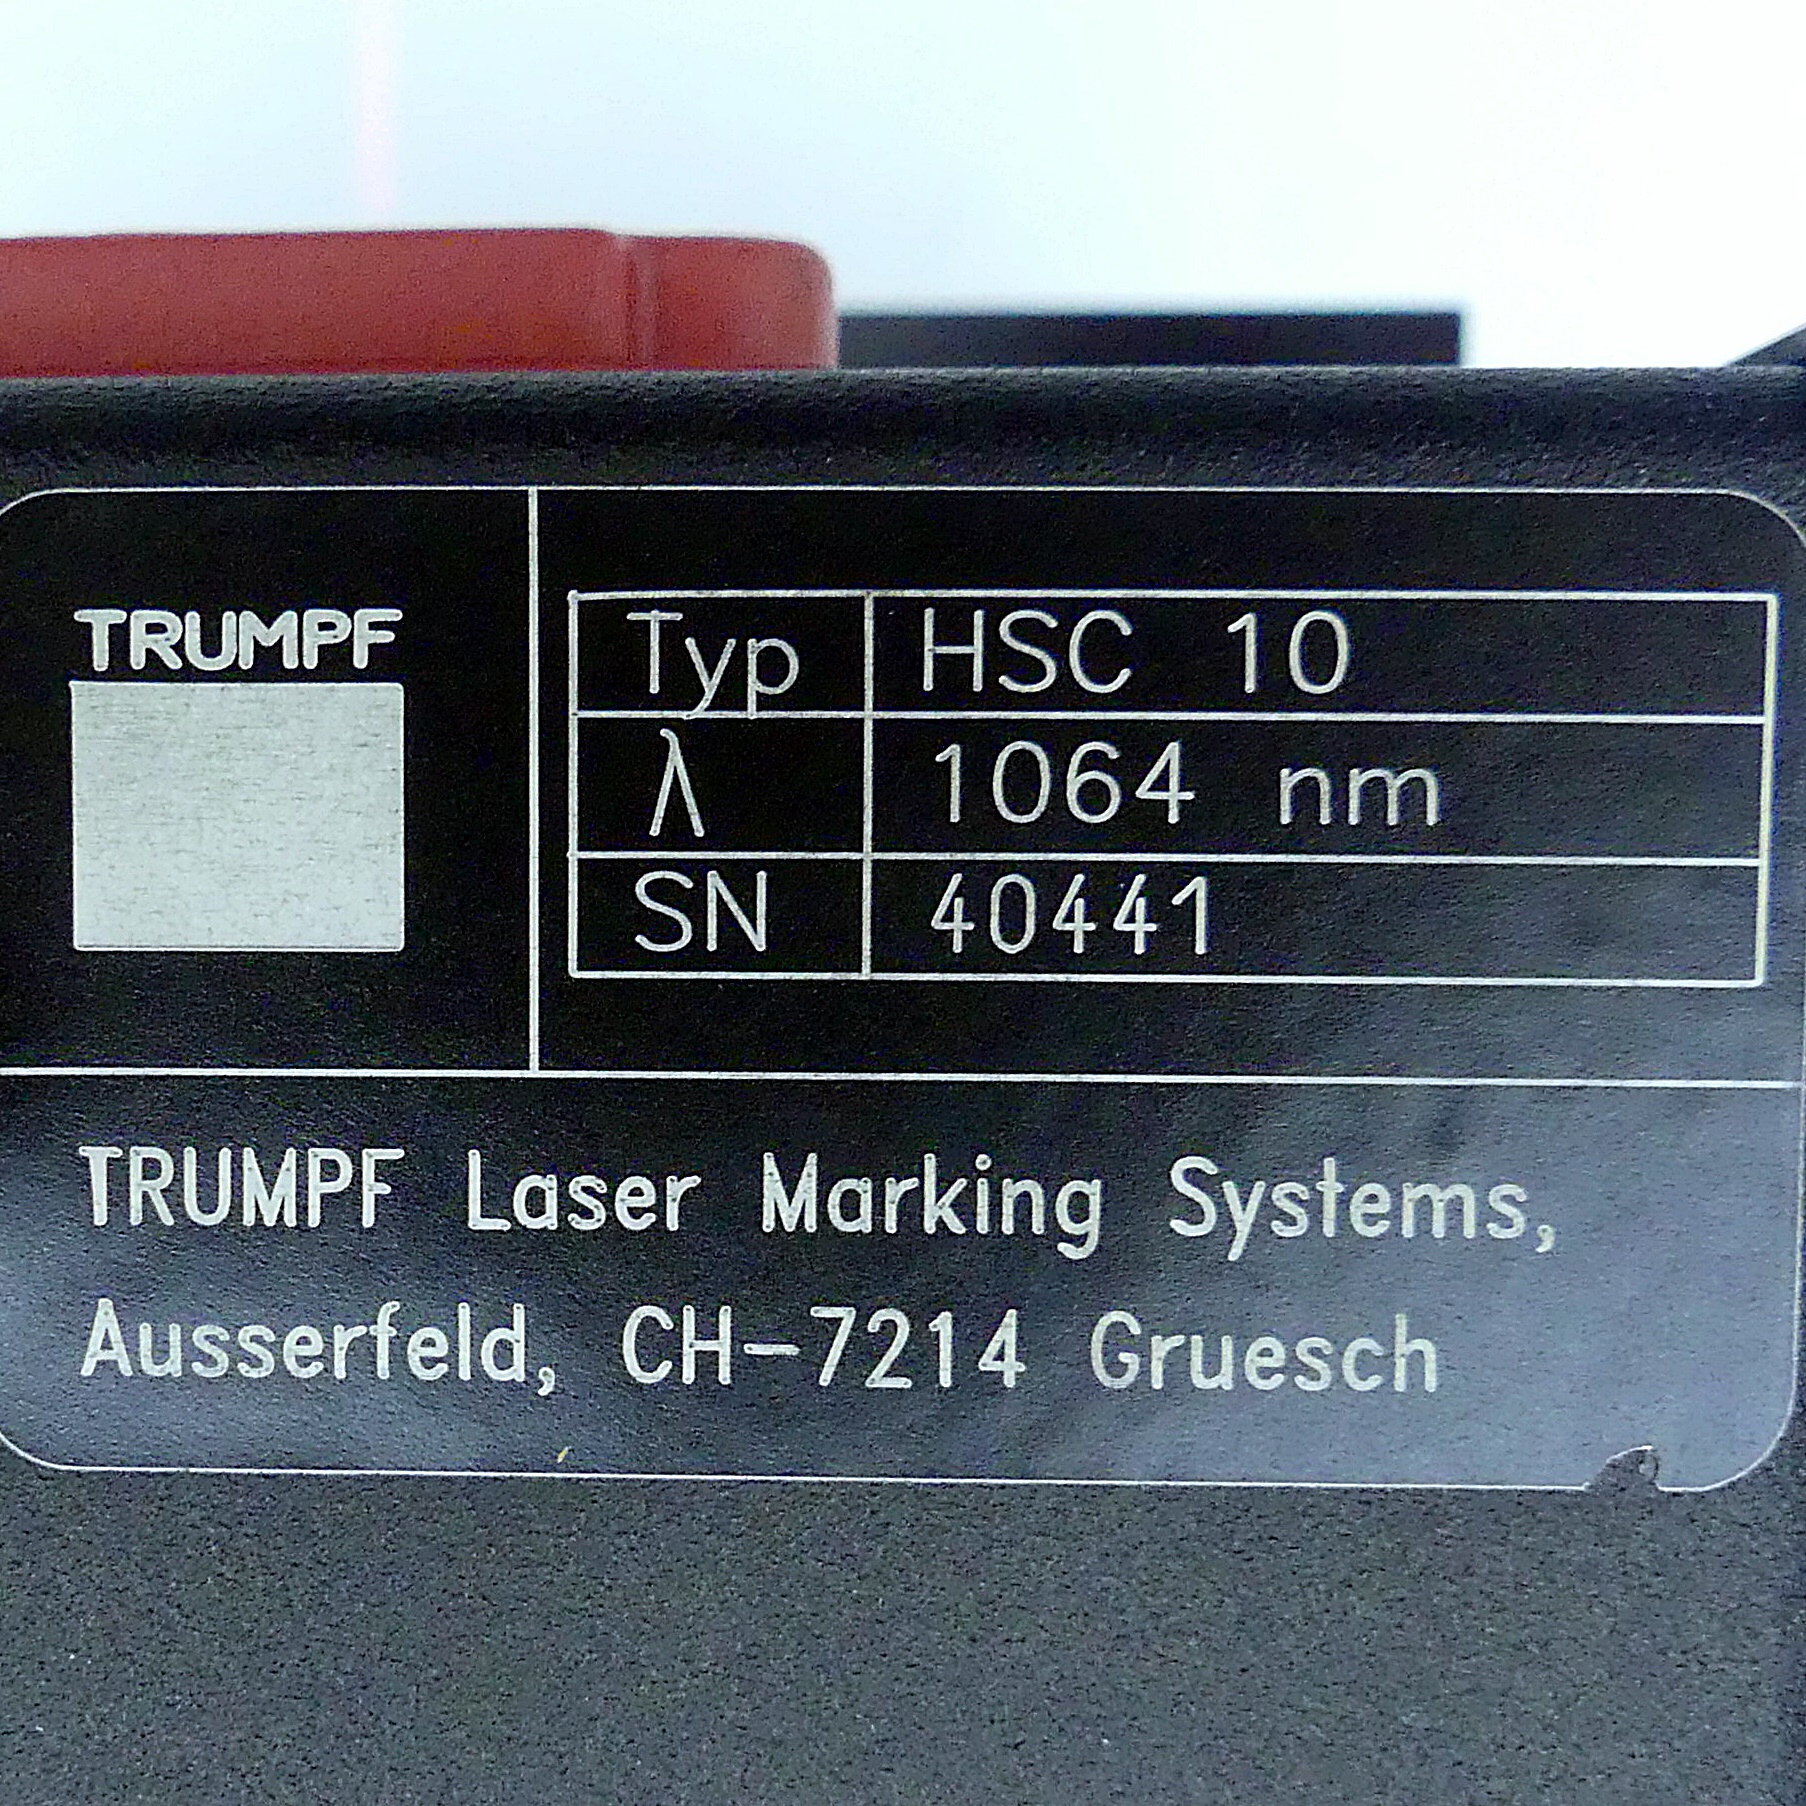 TRUMPF
Typ HSC 10
λ 1064 nm
SN 40441
TRUMPF Laser Marking Systems,
Ausserfeld, CH-7214 Gruesch